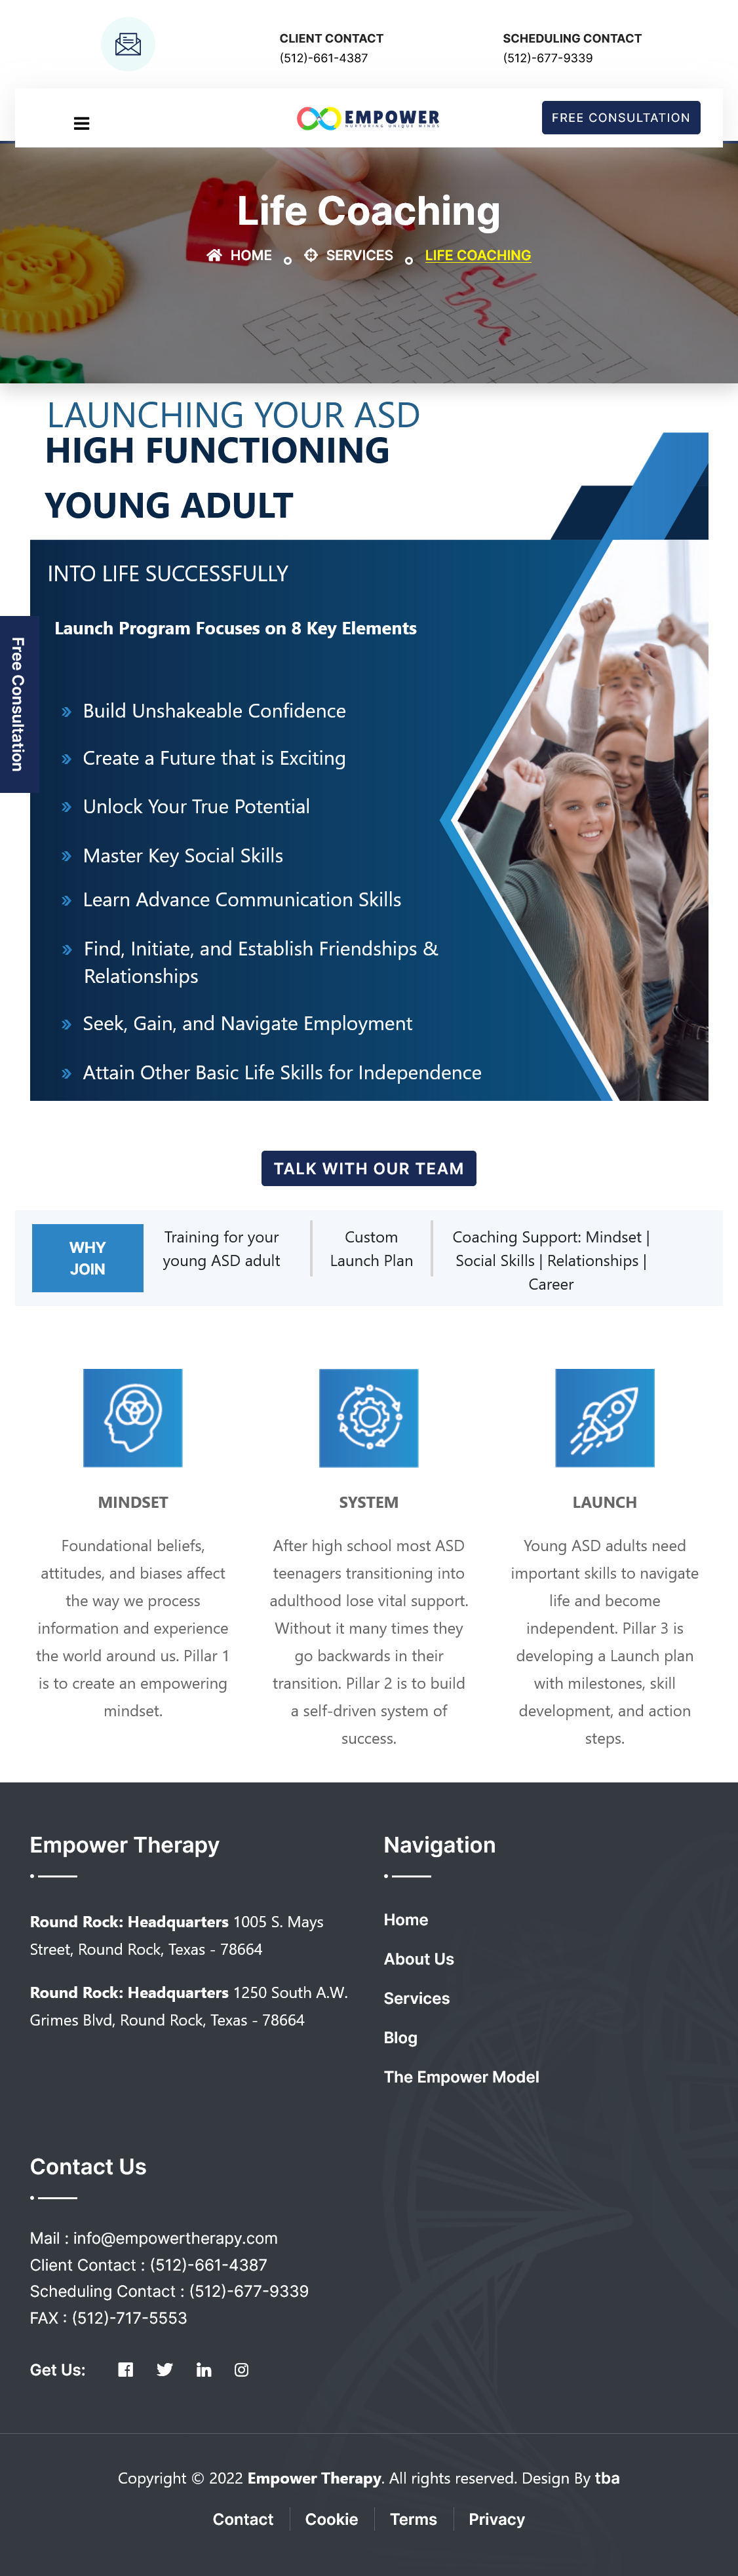 CLIENT CONTACT
(512)-661-4387
SCHEDULING CONTACT
(512)-677-9339
EMPOWER
NURTURING UNIQUE MINDS
FREE CONSULTATION
Life Coaching
HOME
SERVICES
LIFE COACHING
LAUNCHING YOUR ASD
HIGH FUNCTIONING
YOUNG ADULT
INTO LIFE SUCCESSFULLY
Launch Program Focuses on 8 Key Elements
Free Consultation
Build Unshakeable Confidence
Create a Future that is Exciting
Unlock Your True Potential
Master Key Social Skills
Learn Advance Communication Skills
Find, Initiate, and Establish Friendships &
Relationships
Seek, Gain, and Navigate Employment
Attain Other Basic Life Skills for Independence
TALK WITH OUR TEAM
WHY
JOIN
Training for your
young ASD adult
Custom
Launch Plan
Coaching Support: Mindset |
Social Skills | Relationships |
Career
MINDSET
Foundational beliefs,
attitudes, and biases affect
the way we process
information and experience
the world around us. Pillar 1
is to create an empowering
mindset.
SYSTEM
After high school most ASD
teenagers transitioning into
adulthood lose vital support.
Without it many times they
go backwards in their
transition. Pillar 2 is to build
a self-driven system of
success.
LAUNCH
Young ASD adults need
important skills to navigate
life and become
independent. Pillar 3 is
developing a Launch plan
with milestones, skill
development, and action
steps.
Empower Therapy
Round Rock: Headquarters 1005 S. Mays
Street, Round Rock, Texas - 78664
Round Rock: Headquarters 1250 South A.W.
Grimes Blvd, Round Rock, Texas - 78664
Navigation
Home
About Us
Services
Blog
The Empower Model
Contact Us
Mail : info@empowertherapy.com
Client Contact : (512)-661-4387
Scheduling Contact : (512)-677-9339
FAX : (512)-717-5553
Get Us:
Copyright © 2022 Empower Therapy. All rights reserved. Design By tba
Contact
Cookie
Terms
Privacy